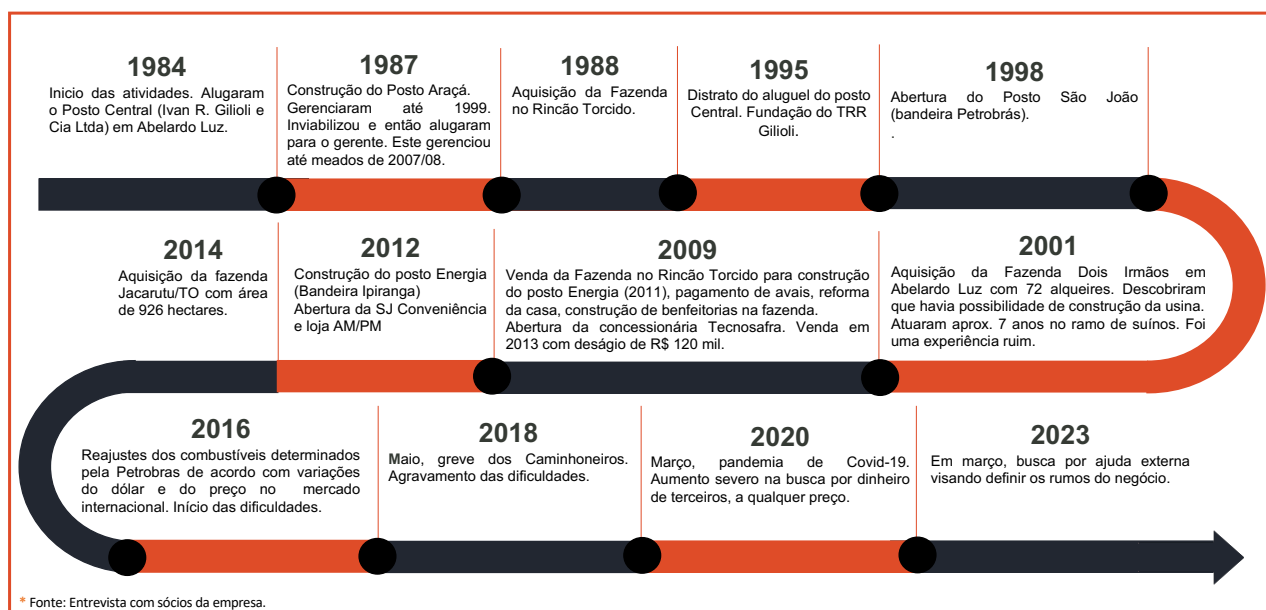 1984
Inicio das atividades. Alugaram
o Posto Central (Ivan R. Gilioli e
Cia Ltda) em Abelardo Luz.
1987
Construção do Posto Araçá.
Gerenciaram até 1999.
Inviabilizou e então alugaram
para o gerente. Este gerenciou
até meados de 2007/08.
1988
Aquisição da Fazenda
no Rincão Torcido.
1995
Distrato do aluguel do posto
Central. Fundação do TRR
Gilioli.
1998
Abertura do Posto São João
(bandeira Petrobrás).
.
2014
Aquisição da fazenda
Jacarutu/TO com área
de 926 hectares.
2012
Construção do posto Energia
(Bandeira Ipiranga)
Abertura da SJ Conveniência
e loja AM/PM
2009
Venda da Fazenda no Rincão Torcido para construção
do posto Energia (2011), pagamento de avais, reforma
da casa, construção de benfeitorias na fazenda.
Abertura da concessionária Tecnosafra. Venda em
2013 com deságio de R$ 120 mil.
2001
Aquisição da Fazenda Dois Irmãos em
Abelardo Luz com 72 alqueires. Descobriram
que havia possibilidade de construção da usina.
Atuaram aprox. 7 anos no ramo de suínos. Foi
uma experiência ruim.
2016
Reajustes dos combustíveis determinados
pela Petrobras de acordo com variações
do dólar e do preço no mercado
internacional. Início das dificuldades.
2018
Maio, greve dos Caminhoneiros.
Agravamento das dificuldades.
2020
Março, pandemia de Covid-19.
Aumento severo na busca por dinheiro
de terceiros, a qualquer preço.
2023
Em março, busca por ajuda externa
visando definir os rumos do negócio.
* Fonte: Entrevista com sócios da empresa.